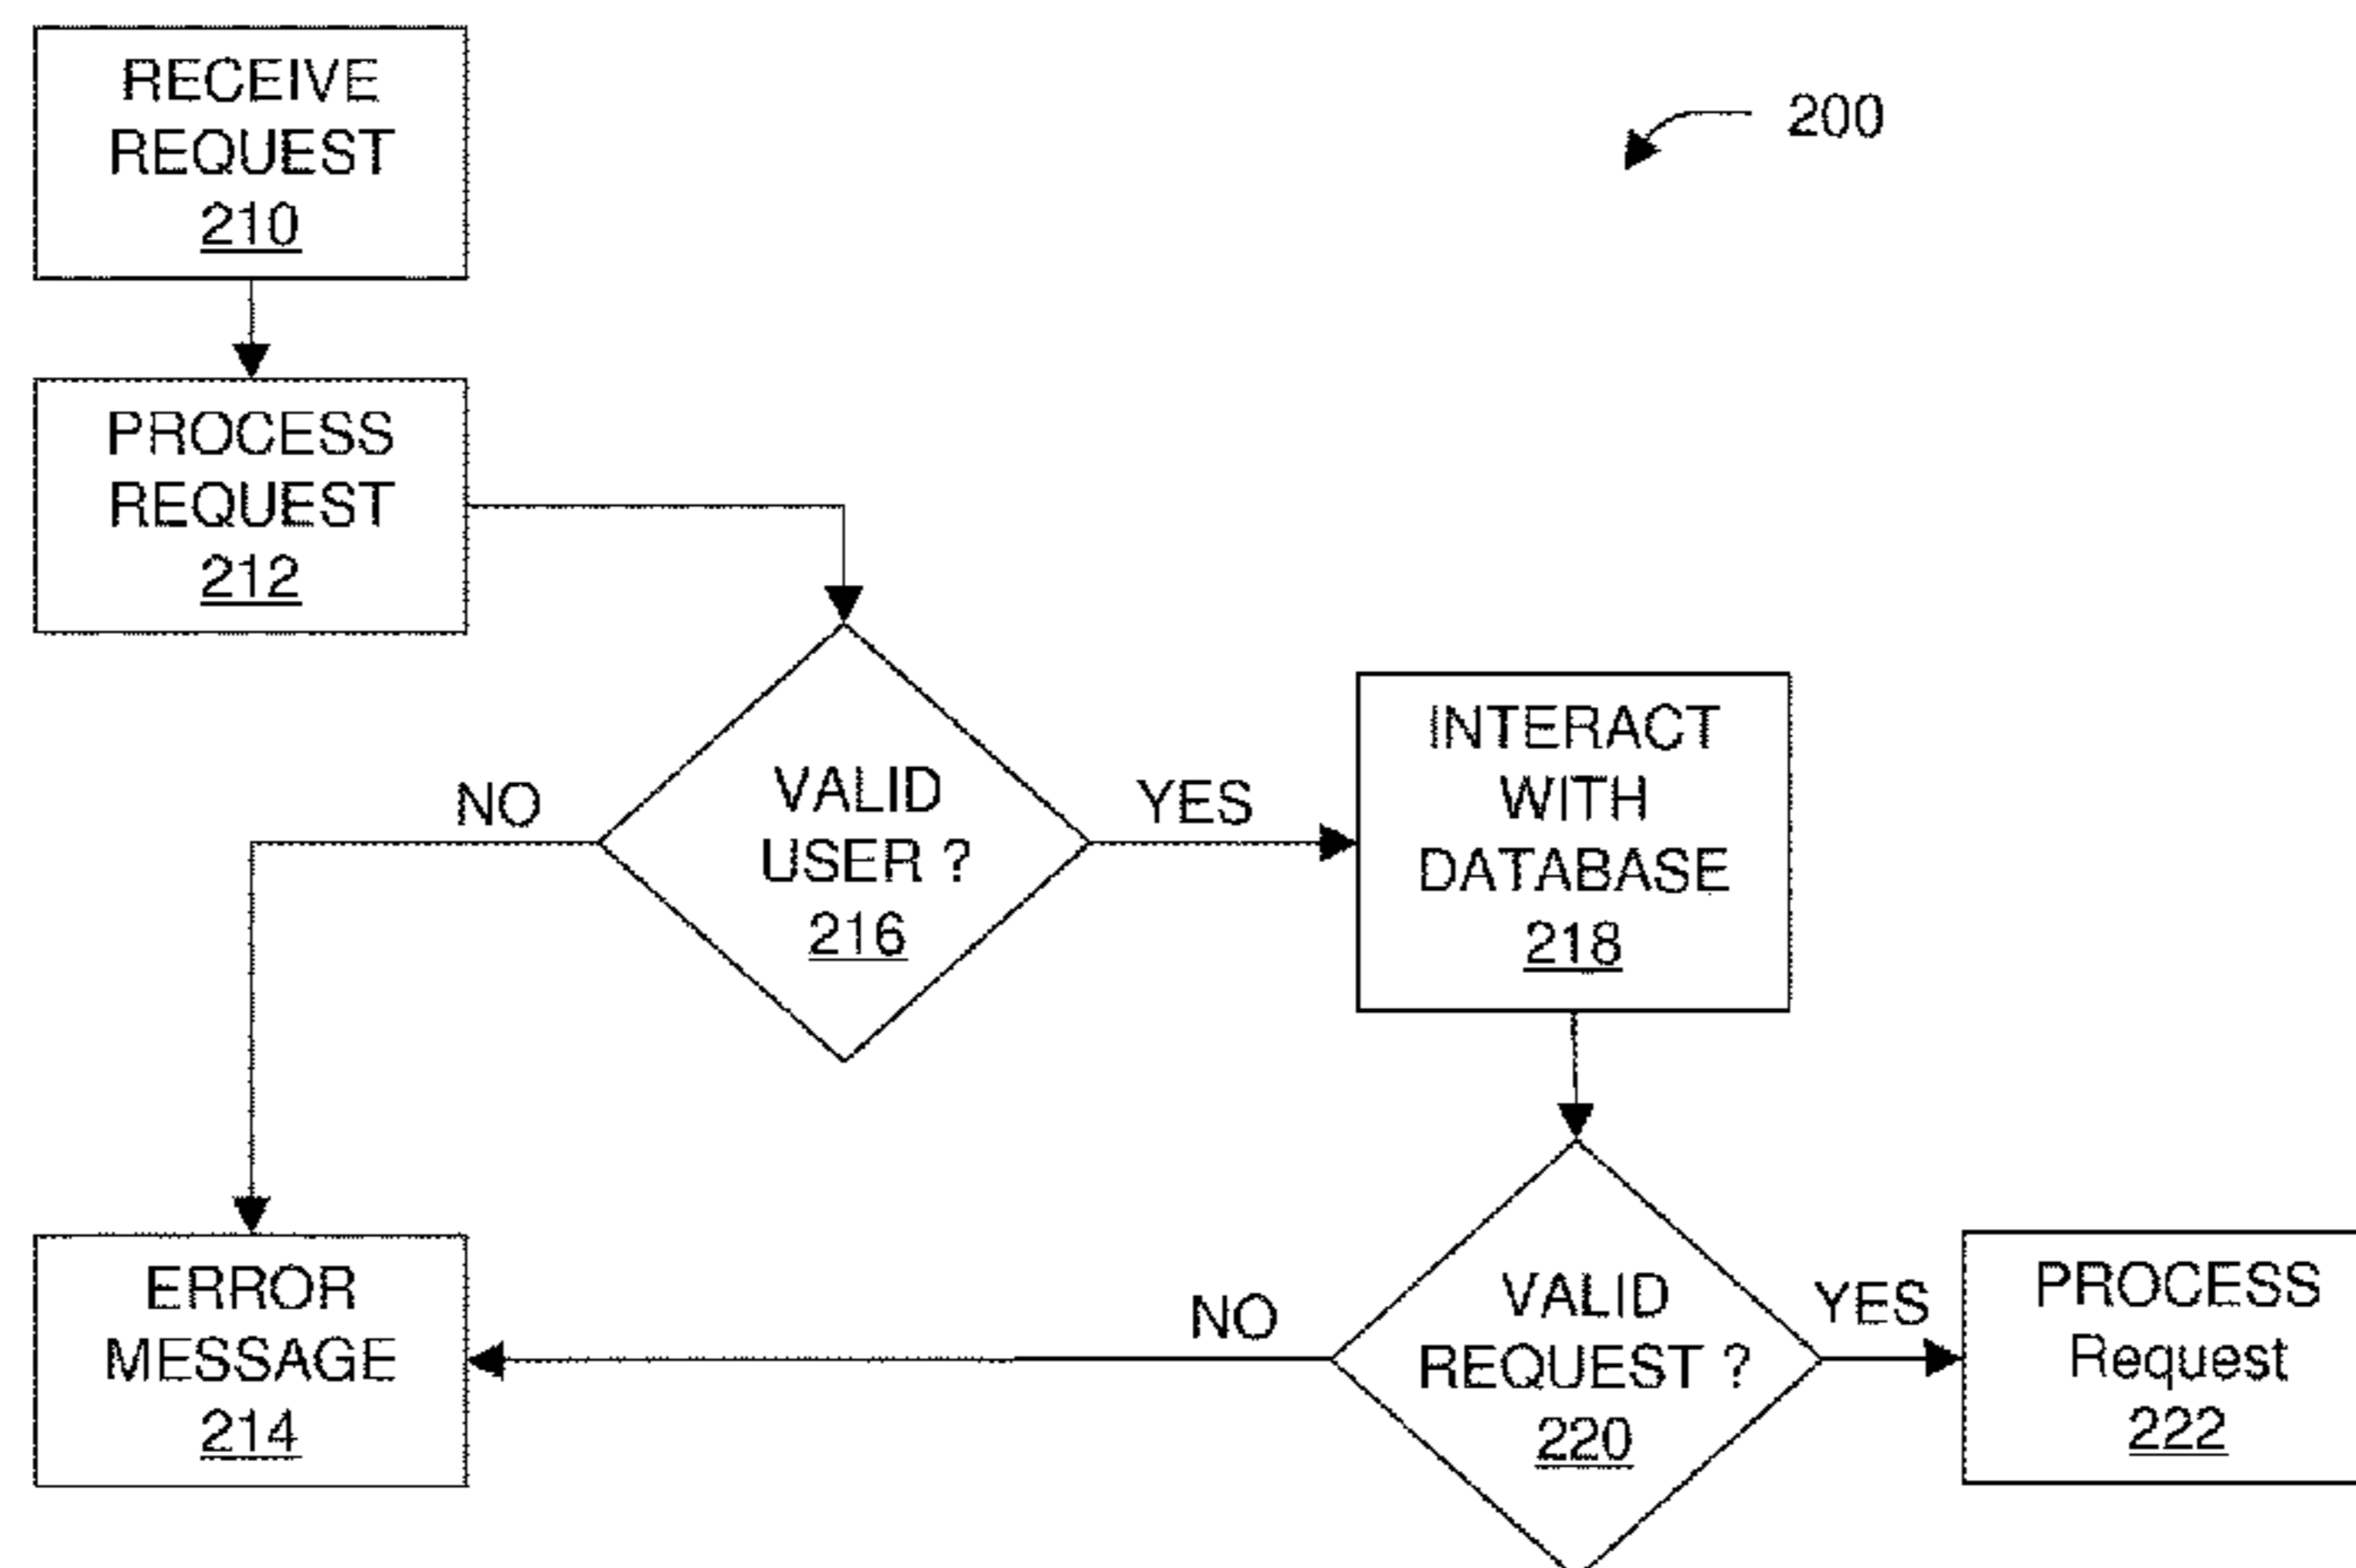 RECEIVE
REQUEST
210
200
PROCESS
REQUEST
212
VALID
USER ?
216
NO
YES
INTERACT
WITH
DATABASE
218
ERROR
MESSAGE
214
NO
VALID
REQUEST ?
220
YES
PROCESS
Request
222